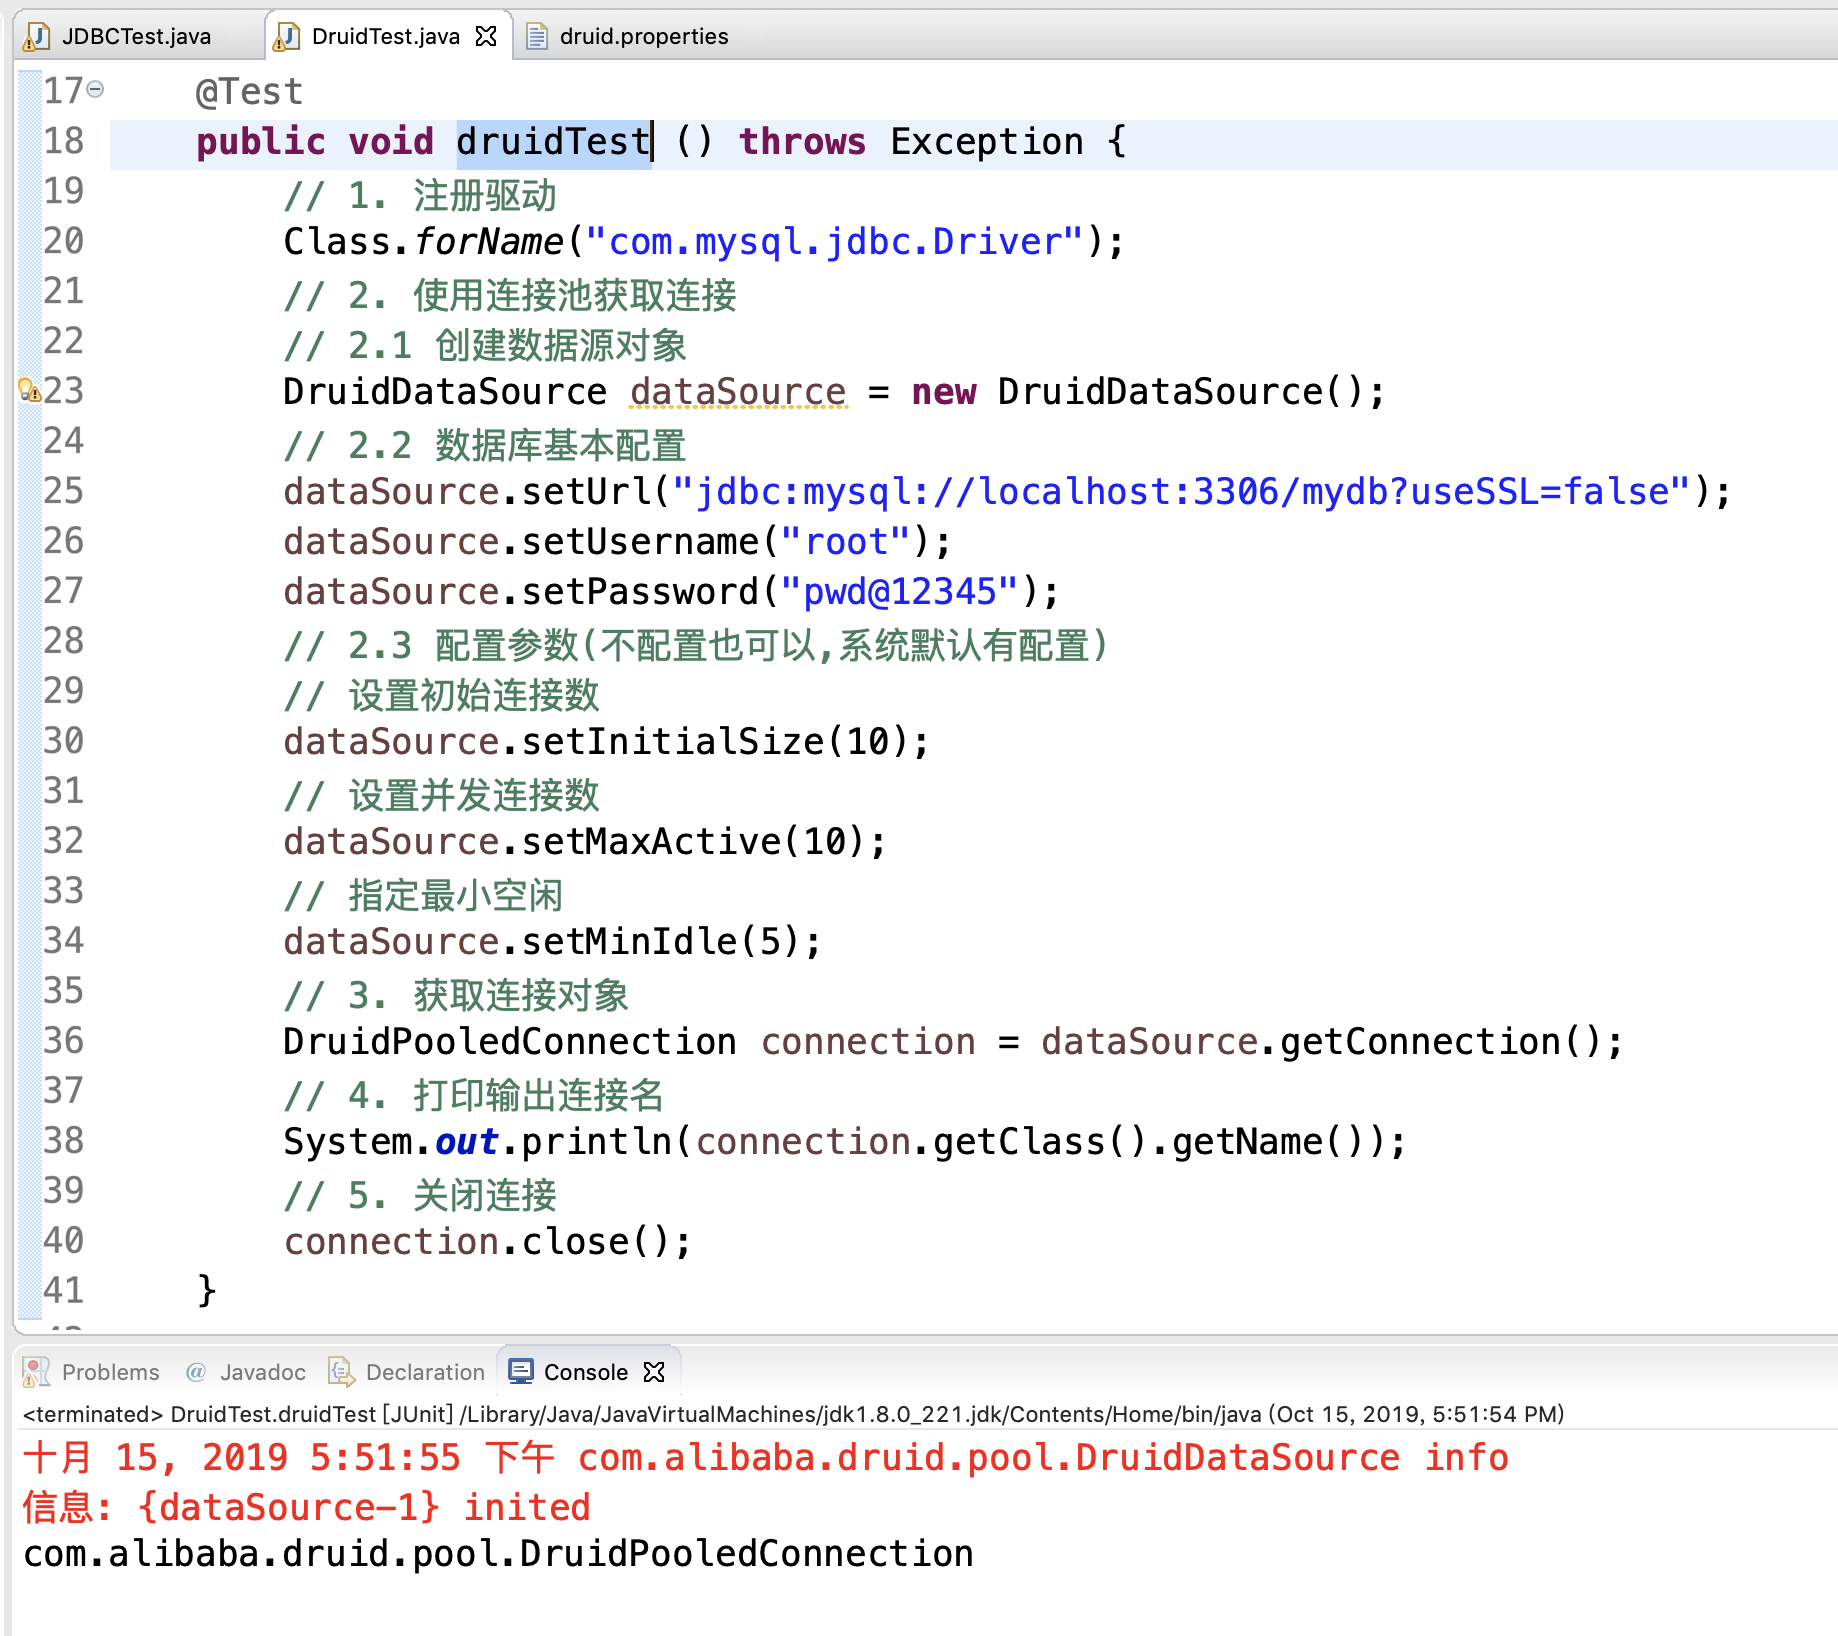 JDBCTest.java DruidTest.java druid.properties
17 @Test
18 public void druidTest () throws Exception {
19 // 1. 注册驱动
20 Class.forName("com.mysql.jdbc.Driver");
21 // 2. 使用连接池获取连接
22 // 2.1 创建数据源对象
23 DruidDataSource dataSource = new DruidDataSource();
24 // 2.2 数据库基本配置
25 dataSource.setUrl("jdbc:mysql://localhost:3306/mydb?useSSL=false");
26 dataSource.setUsername("root");
27 dataSource.setPassword("pwd@12345");
28 // 2.3 配置参数(不配置也可以,系统默认有配置)
29 // 设置初始连接数
30 dataSource.setInitialSize(10);
31 // 设置并发连接数
32 dataSource.setMaxActive(10);
33 // 指定最小空闲
34 dataSource.setMinIdle(5);
35 // 3. 获取连接对象
36 DruidPooledConnection connection = dataSource.getConnection();
37 // 4. 打印输出连接名
38 System.out.println(connection.getClass().getName());
39 // 5. 关闭连接
40 connection.close();
41 }
Problems @ Javadoc Declaration Console
<terminated> DruidTest.druidTest [JUnit] /Library/Java/JavaVirtualMachines/jdk1.8.0_221.jdk/Contents/Home/bin/java (Oct 15, 2019, 5:51:54 PM)
十月 15, 2019 5:51:55 下午 com.alibaba.druid.pool.DruidDataSource info
信息: {dataSource-1} inited
com.alibaba.druid.pool.DruidPooledConnection